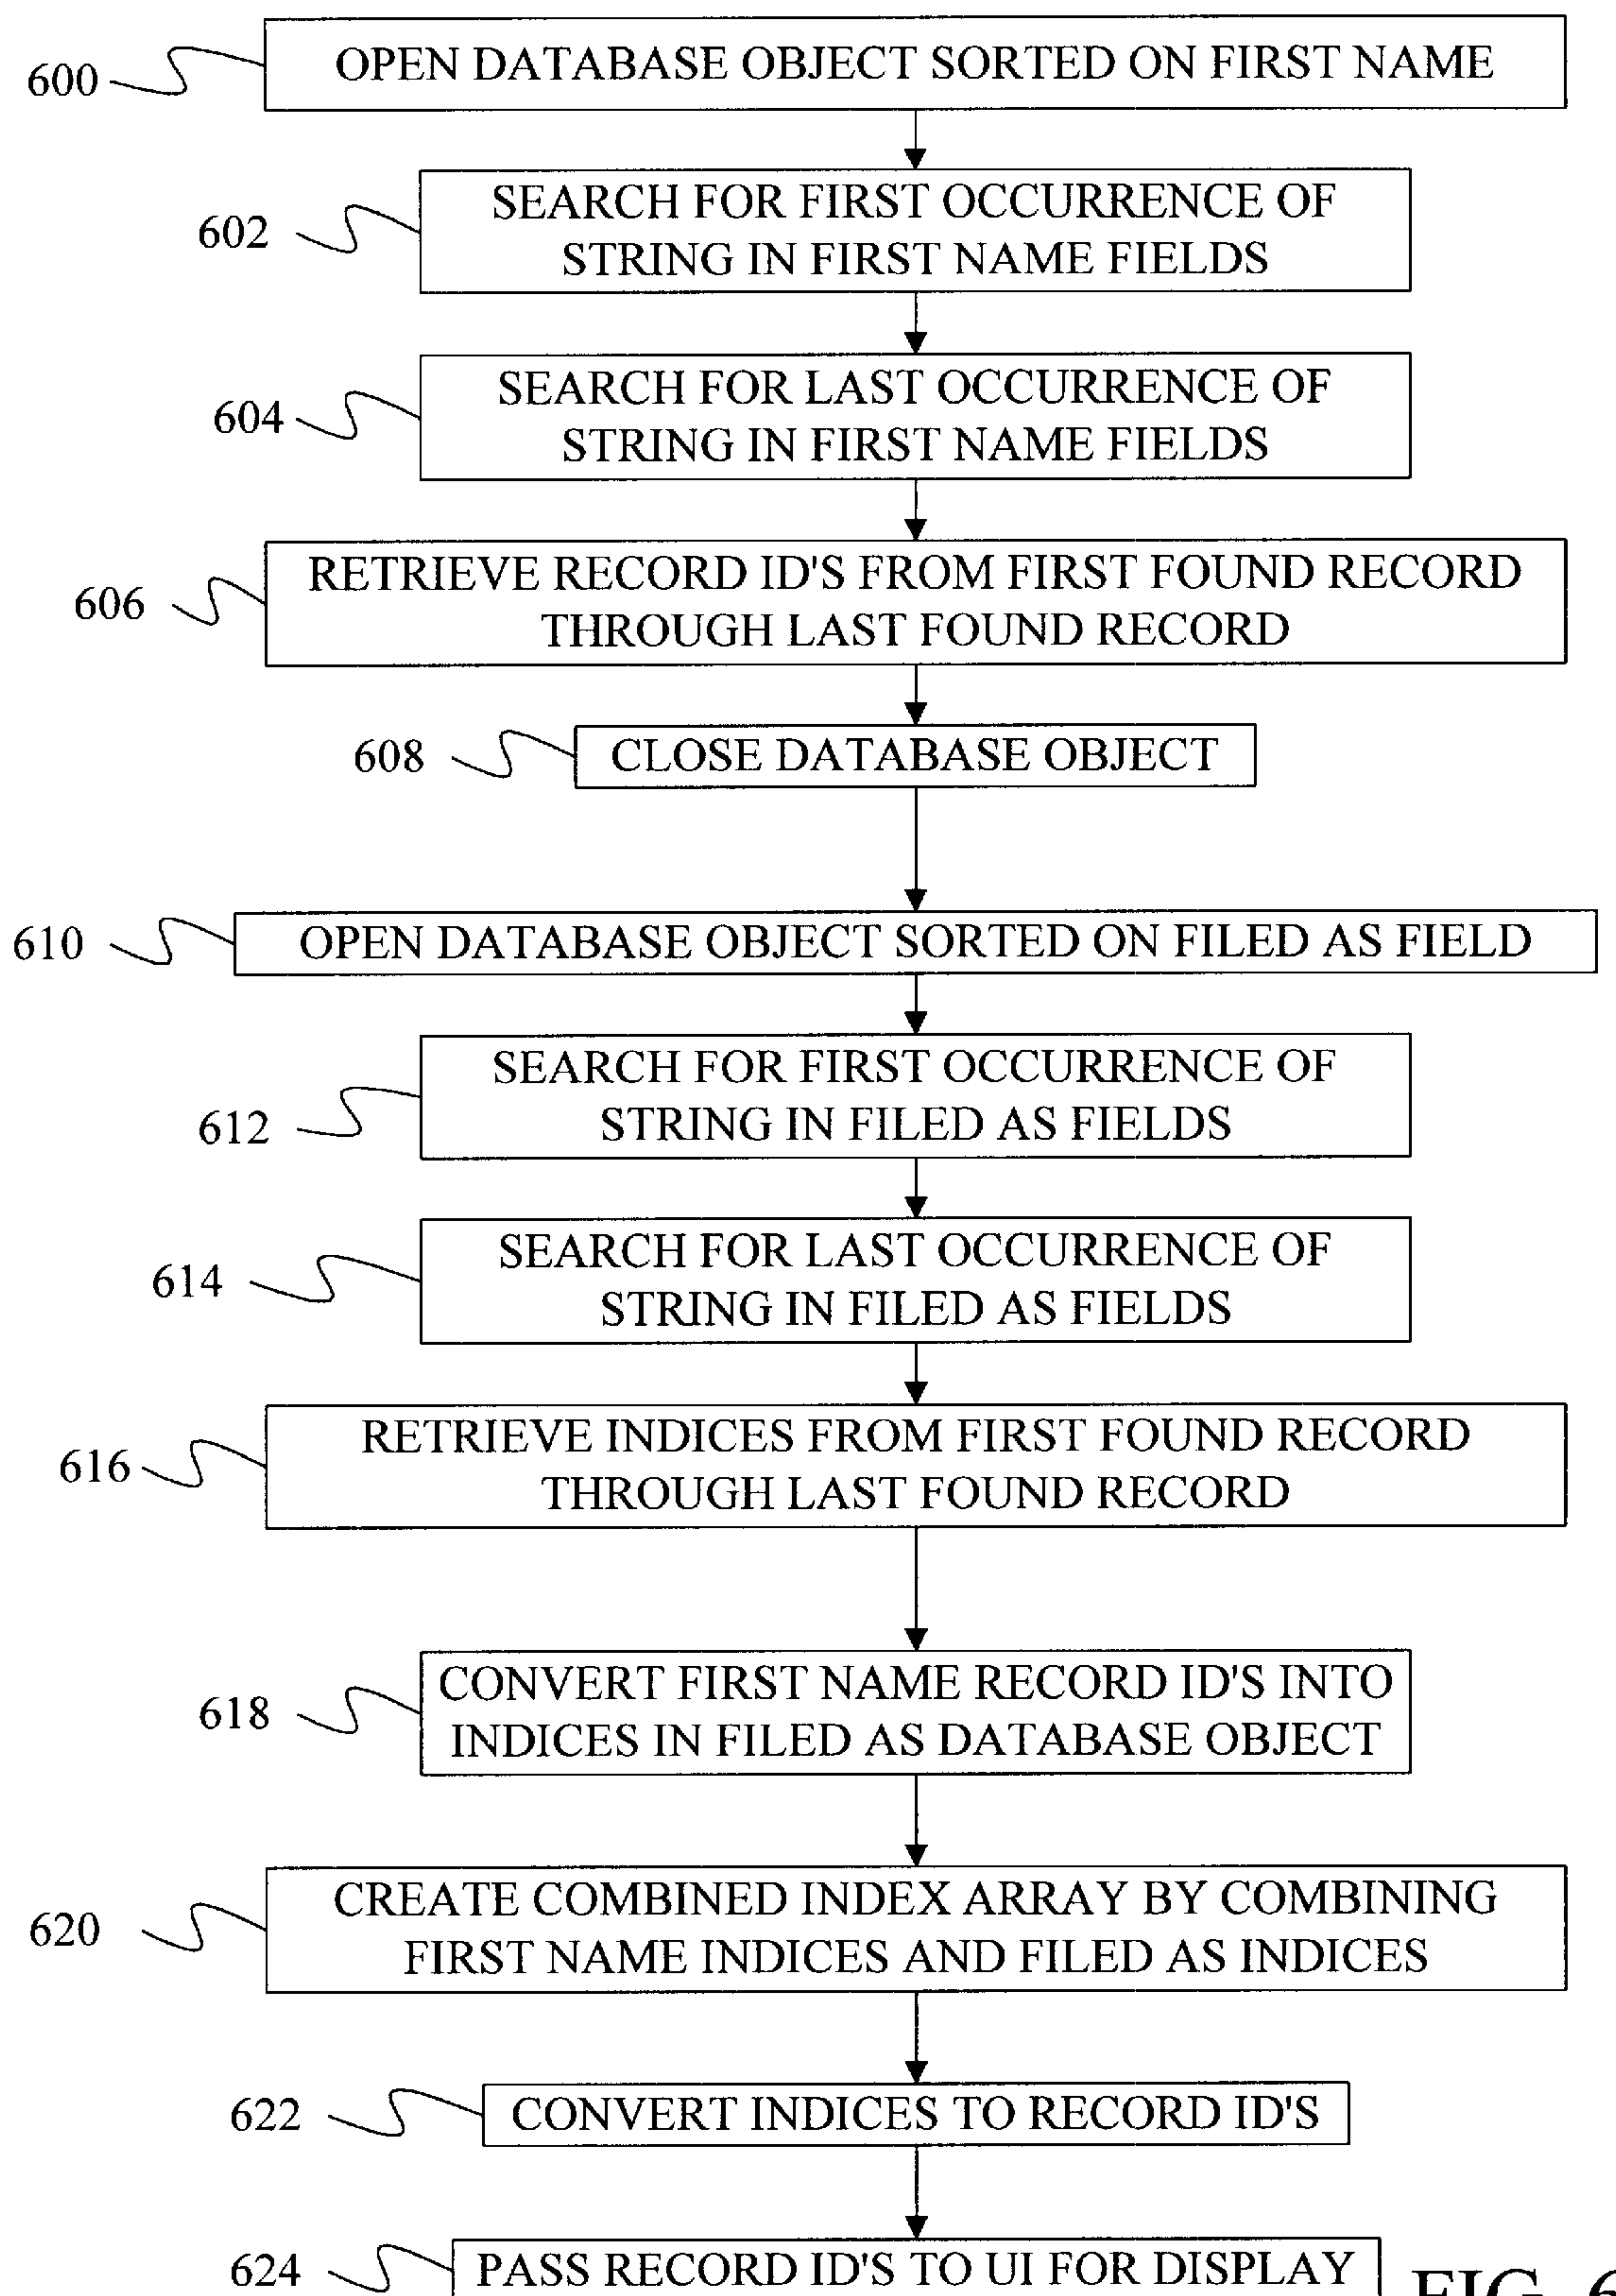 600
OPEN DATABASE OBJECT SORTED ON FIRST NAME
602
SEARCH FOR FIRST OCCURRENCE OF
STRING IN FIRST NAME FIELDS
604
SEARCH FOR LAST OCCURRENCE OF
STRING IN FIRST NAME FIELDS
606
RETRIEVE RECORD ID'S FROM FIRST FOUND RECORD
THROUGH LAST FOUND RECORD
608
CLOSE DATABASE OBJECT
610
OPEN DATABASE OBJECT SORTED ON FILED AS FIELD
612
SEARCH FOR FIRST OCCURRENCE OF
STRING IN FILED AS FIELDS
614
SEARCH FOR LAST OCCURRENCE OF
STRING IN FILED AS FIELDS
616
RETRIEVE INDICES FROM FIRST FOUND RECORD
THROUGH LAST FOUND RECORD
618
CONVERT FIRST NAME RECORD ID'S INTO
INDICES IN FILED AS DATABASE OBJECT
620
CREATE COMBINED INDEX ARRAY BY COMBINING
FIRST NAME INDICES AND FILED AS INDICES
622
CONVERT INDICES TO RECORD ID'S
624
PASS RECORD ID'S TO UI FOR DISPLAY
FIG. 6